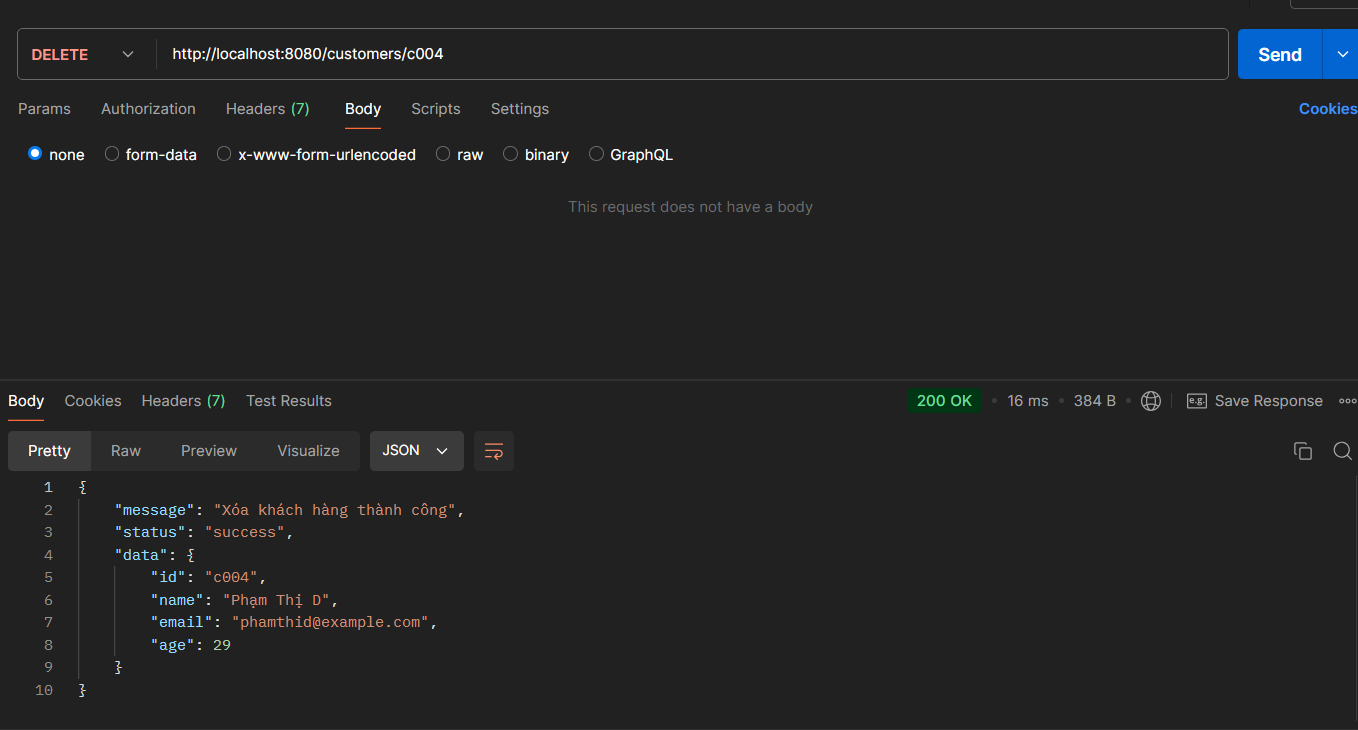 DELETE http://localhost:8080/customers/c004 Send
Params Authorization Headers (7) Body Scripts Settings Cookies
none form-data x-www-form-urlencoded raw binary GraphQL
This request does not have a body
Body Cookies Headers (7) Test Results 200 OK • 16 ms • 384 B • e.g. Save Response
Pretty Raw Preview Visualize JSON
1 {
2 "message": "Xóa khách hàng thành công",
3 "status": "success",
4 "data": {
5 "id": "c004",
6 "name": "Phạm Thị D",
7 "email": "phamthid@example.com",
8 "age": 29
9 }
10 }